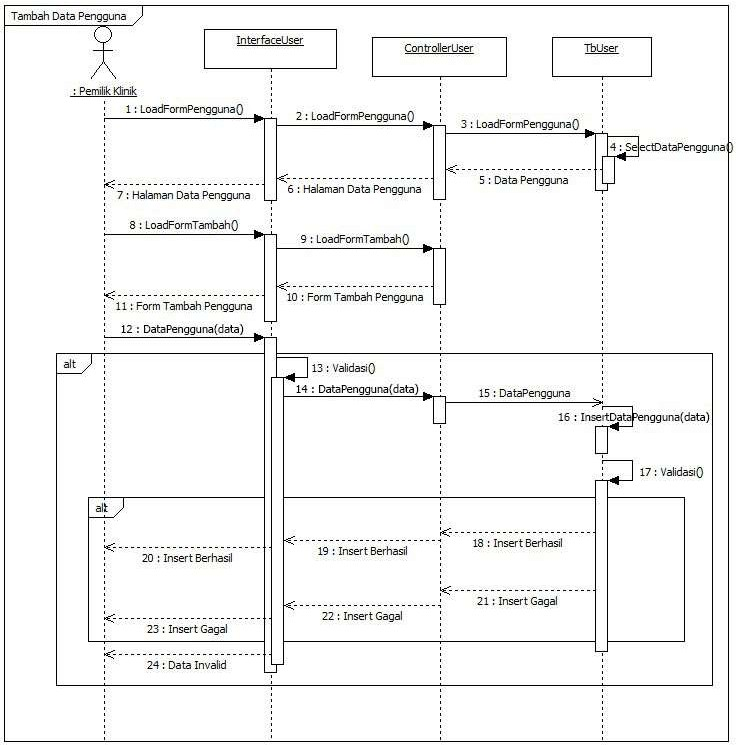 Tambah Data Pengguna
InterfaceUser
ControllerUser
TbUser
: Pemilik Klinik
1 : LoadFormPengguna()
2 : LoadFormPengguna()
3 : LoadFormPengguna()
4 : SelectDataPengguna()
5 : Data Pengguna
6 : Halaman Data Pengguna
7 : Halaman Data Pengguna
8 : LoadFormTambah()
9 : LoadFormTambah()
10 : Form Tambah Pengguna
11 : Form Tambah Pengguna
12 : DataPengguna(data)
alt
13 : Validasi()
14 : DataPengguna(data)
15 : DataPengguna
16 : InsertDataPengguna(data)
17 : Validasi()
alt
18 : Insert Berhasil
19 : Insert Berhasil
20 : Insert Berhasil
21 : Insert Gagal
22 : Insert Gagal
23 : Insert Gagal
24 : Data Invalid